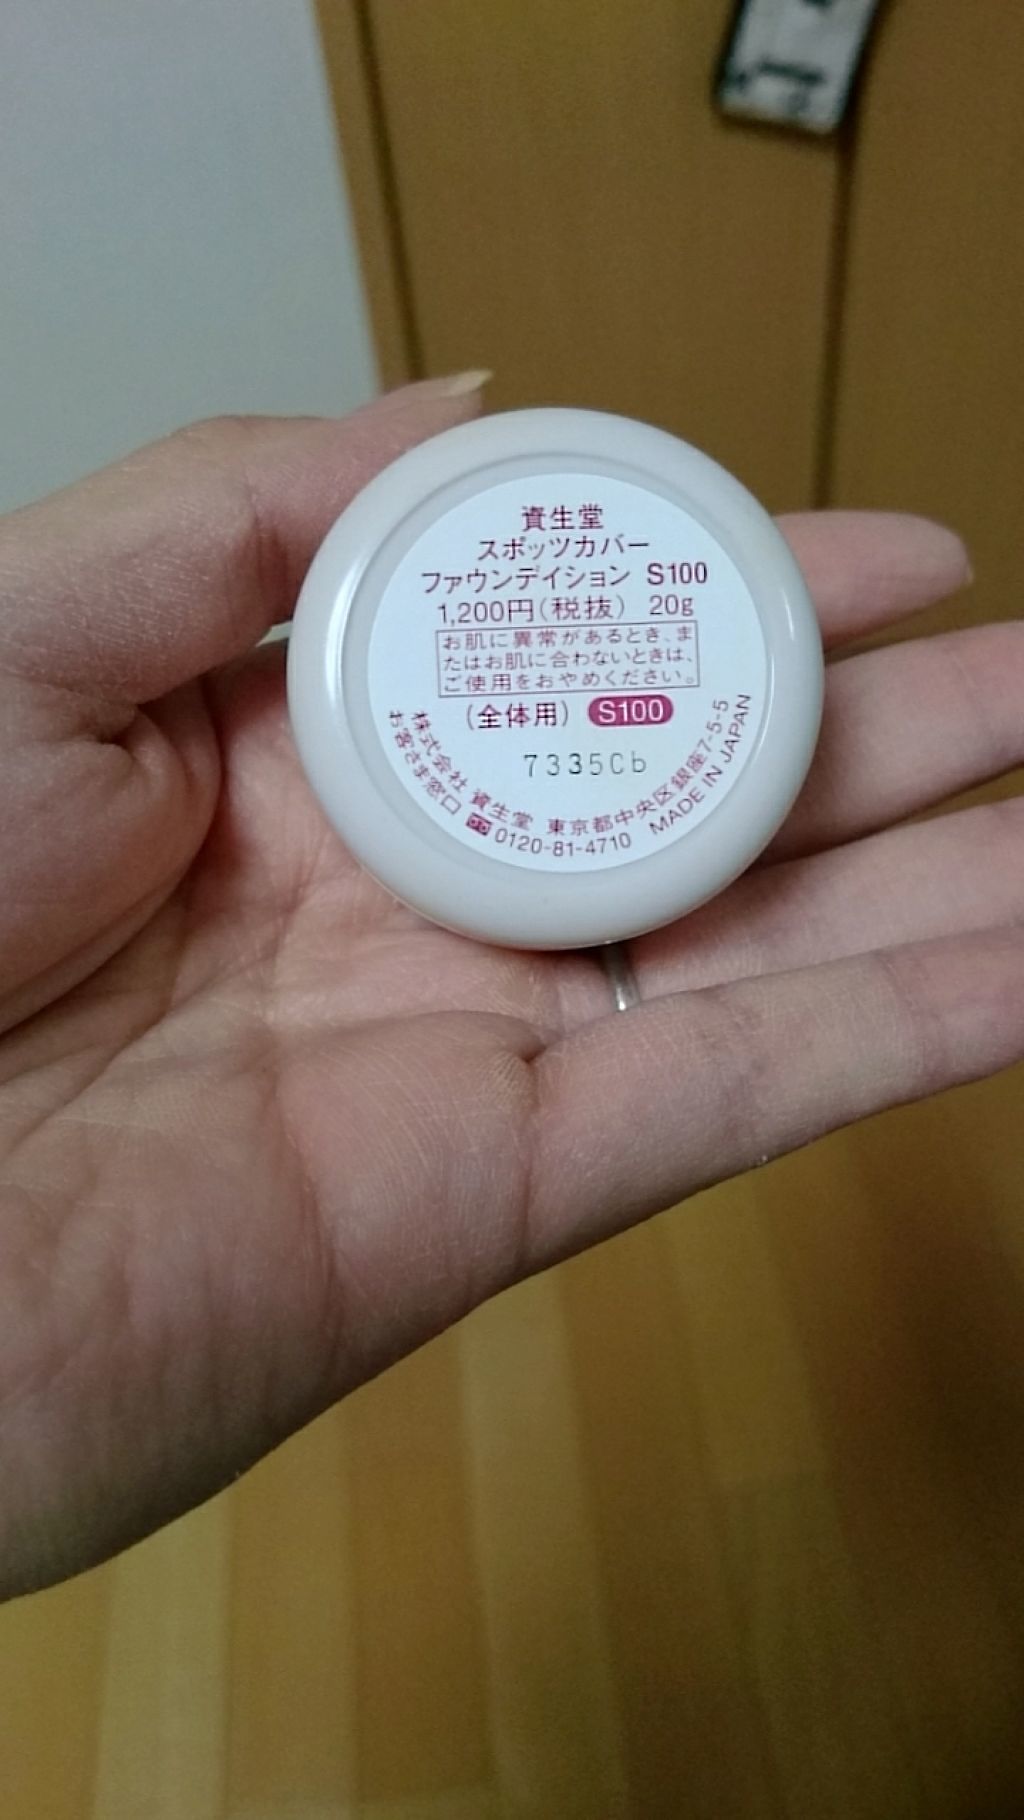 資生堂
スポッツカバー
ファウンデイション S100
1,200円(税抜) 20g
お肌に異常があるとき、ま
たはお肌に合わないときは、
ご使用をおやめください。
(全体用) S100
7335Cb
株式会社 資生堂 東京都中央区銀座7-5-5
お客さま窓口 0120-81-4710 MADE IN JAPAN